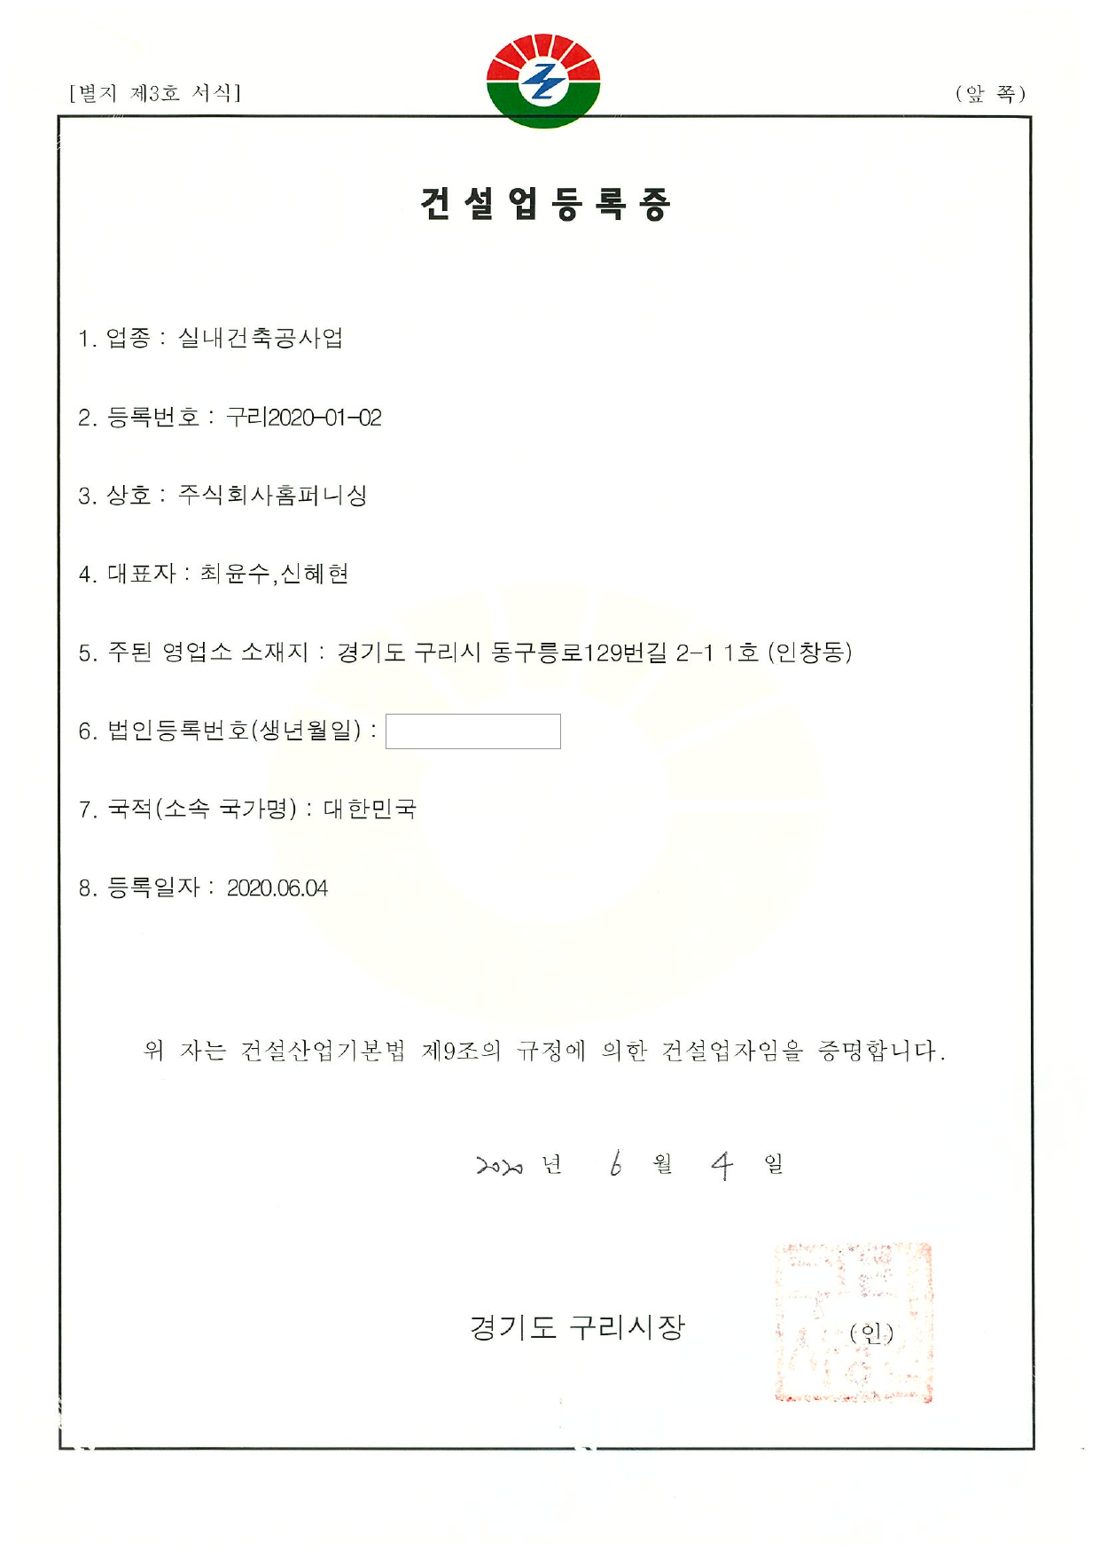 [별지 제3호 서식]
(앞 쪽)
건설업등록증
1. 업종 : 실내건축공사업
2. 등록번호 : 구리2020-01-02
3. 상호 : 주식회사홈퍼니싱
4. 대표자 : 최윤수,신혜현
5. 주된 영업소 소재지 : 경기도 구리시 동구릉로129번길 2-1 1호 (인창동)
6. 법인등록번호(생년월일) :
7. 국적(소속 국가명) : 대한민국
8. 등록일자 : 2020.06.04
위 자는 건설산업기본법 제9조의 규정에 의한 건설업자임을 증명합니다.
2020 년 6 월 4 일
경기도 구리시장
(인)